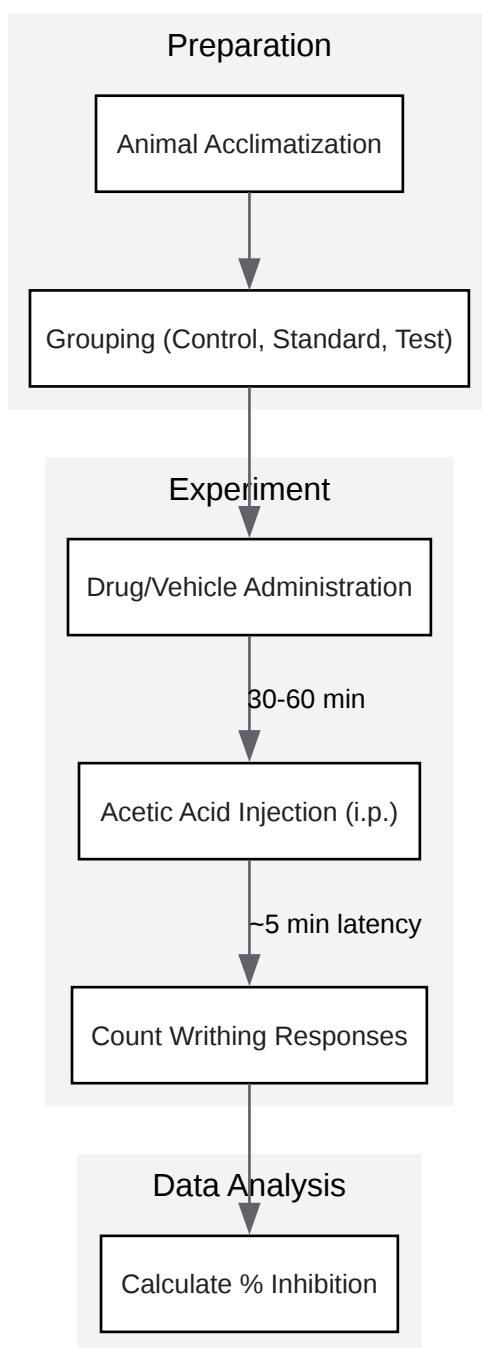 Preparation
Animal Acclimatization
Grouping (Control, Standard, Test)
Experiment
Drug/Vehicle Administration
30-60 min
Acetic Acid Injection (i.p.)
~5 min latency
Count Writhing Responses
Data Analysis
Calculate % Inhibition